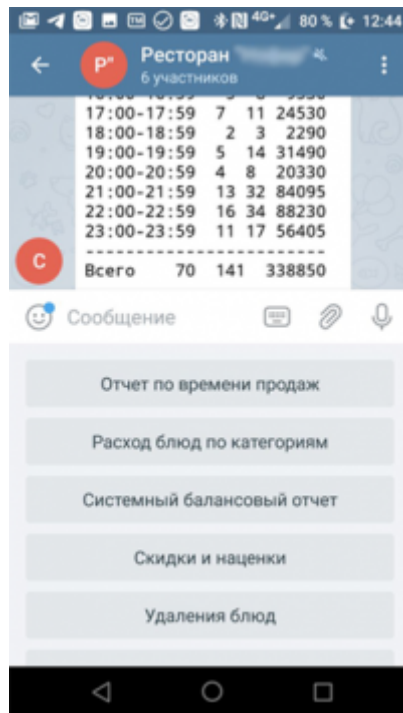 4G+ 80 % 12:44
Р"
Ресторан
6 участников
17:00-17:59 7 11 24530
18:00-18:59 2 3 2290
19:00-19:59 5 14 31490
20:00-20:59 4 8 20330
21:00-21:59 13 32 84095
22:00-22:59 16 34 88230
23:00-23:59 11 17 56405
------------------------------
Всего 70 141 338850
С
Сообщение
Отчет по времени продаж
Расход блюд по категориям
Системный балансовый отчет
Скидки и наценки
Удаления блюд